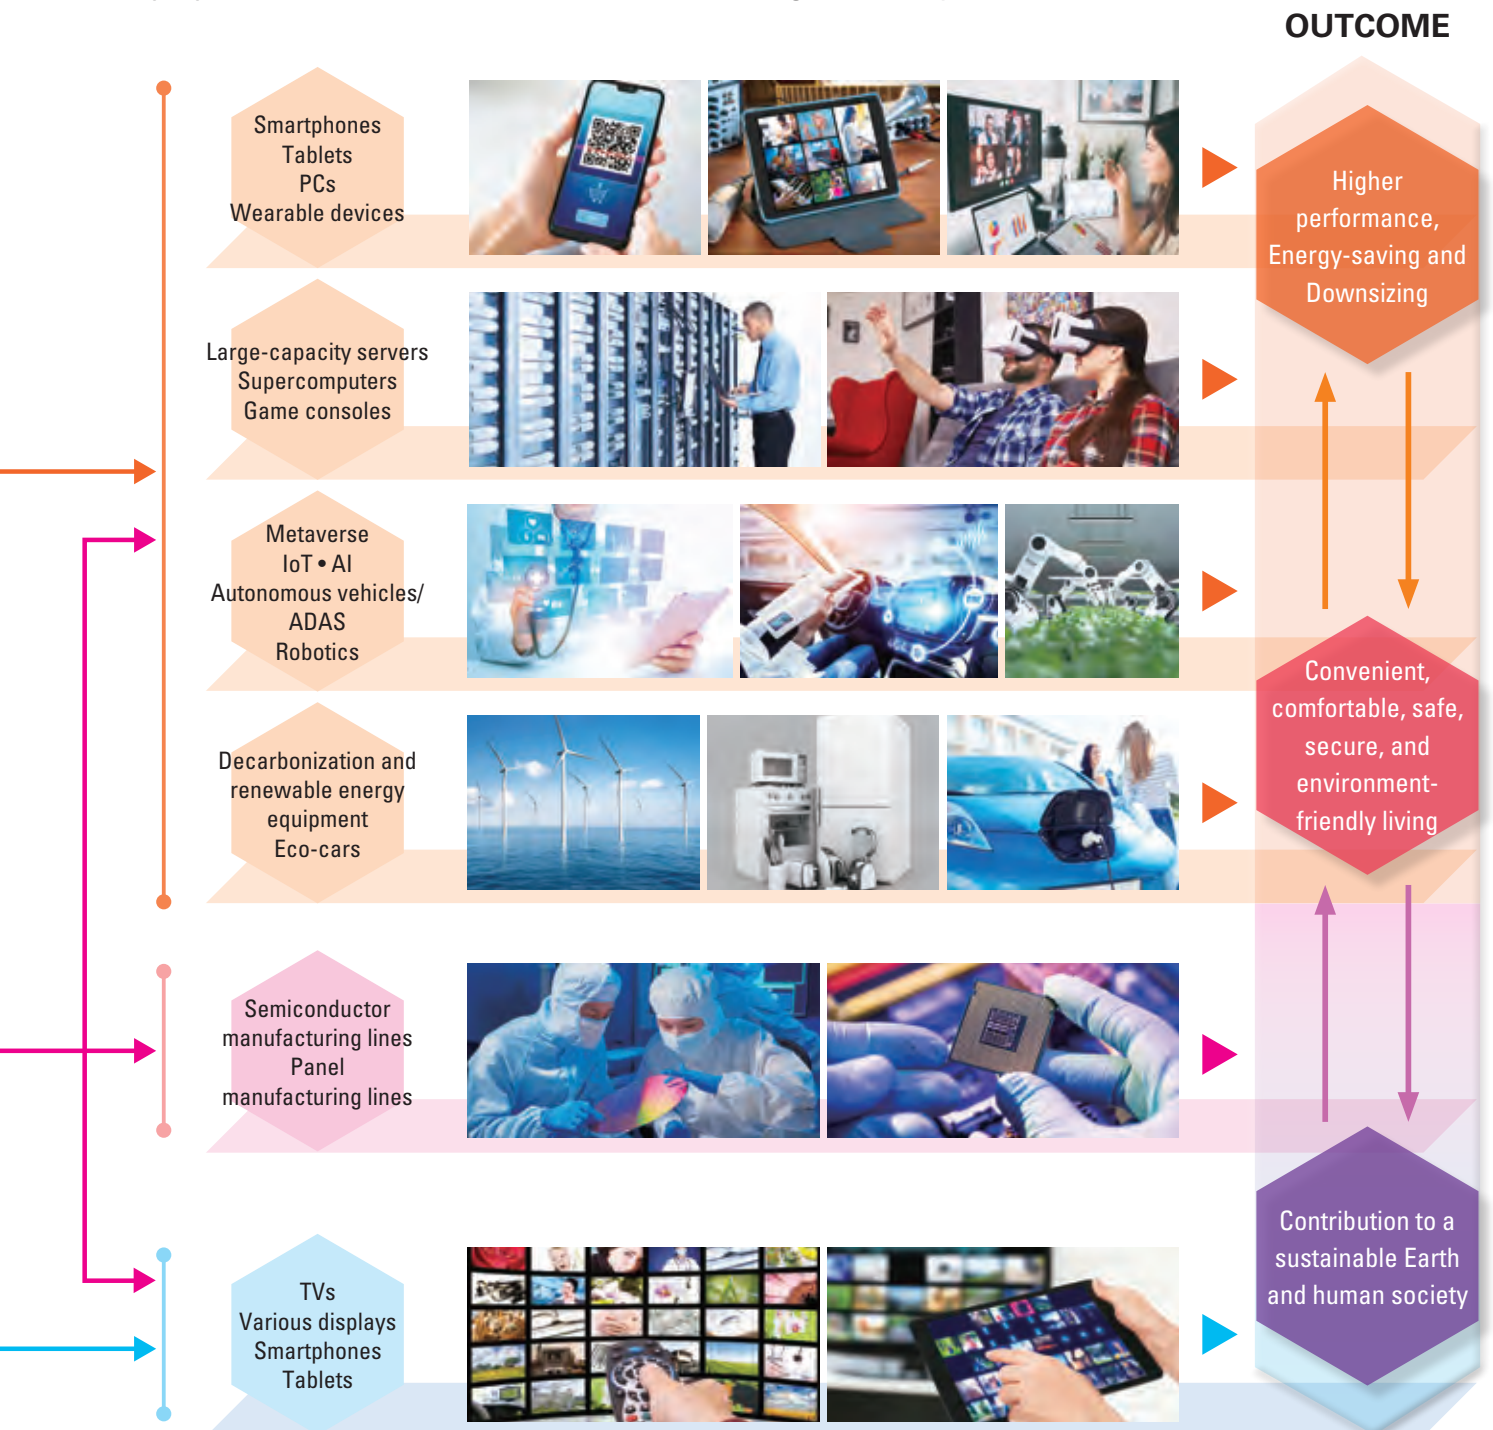 OUTCOME
Smartphones
Tablets
PCs
Wearable devices
Higher
performance,
Energy-saving and
Downsizing
Large-capacity servers
Supercomputers
Game consoles
Metaverse
IoT • AI
Autonomous vehicles/
ADAS
Robotics
Convenient,
comfortable, safe,
secure, and
environment-
friendly living
Decarbonization and
renewable energy
equipment
Eco-cars
Semiconductor
manufacturing lines
Panel
manufacturing lines
Contribution to a
sustainable Earth
and human society
TVs
Various displays
Smartphones
Tablets